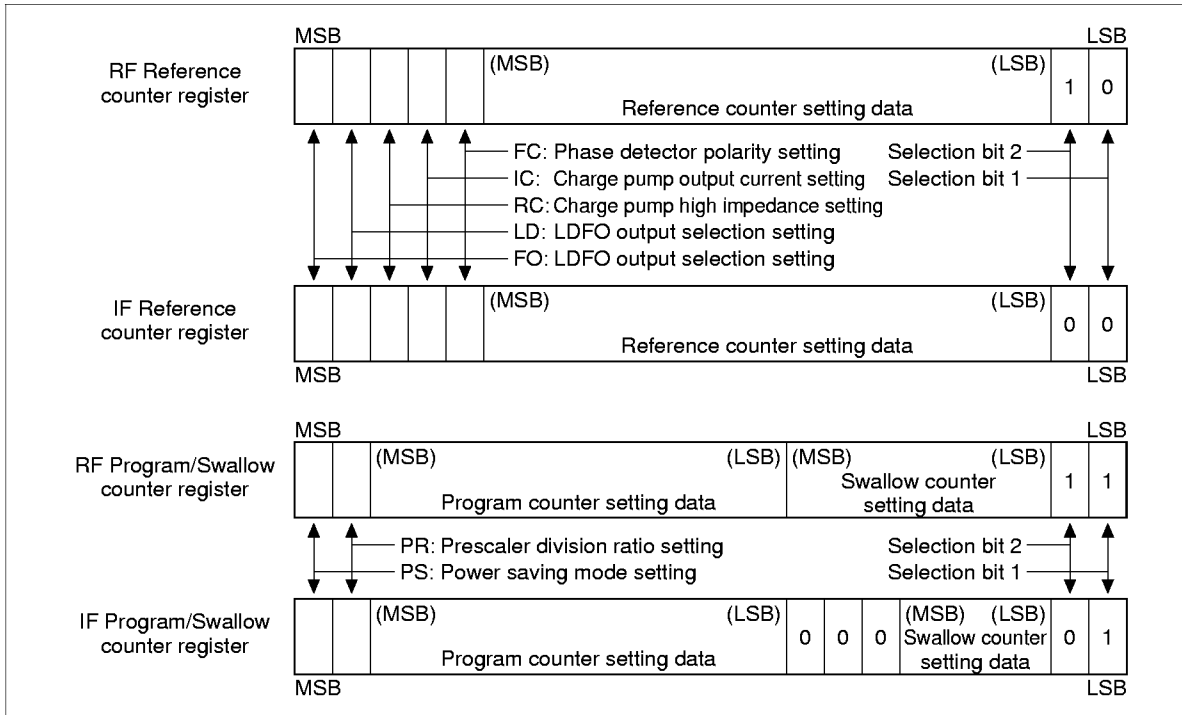 MSB LSB
RF Reference
counter register
(MSB) (LSB)
Reference counter setting data
1 0
FC: Phase detector polarity setting
IC: Charge pump output current setting
RC: Charge pump high impedance setting
LD: LDFO output selection setting
FO: LDFO output selection setting
Selection bit 2
Selection bit 1
IF Reference
counter register
(MSB) (LSB)
Reference counter setting data
0 0
MSB LSB
MSB LSB
RF Program/Swallow
counter register
(MSB) (LSB)
Program counter setting data
(MSB) (LSB)
Swallow counter
setting data
1 1
PR: Prescaler division ratio setting
PS: Power saving mode setting
Selection bit 2
Selection bit 1
IF Program/Swallow
counter register
(MSB) (LSB)
Program counter setting data
0 0 0
(MSB) (LSB)
Swallow counter
setting data
0 1
MSB LSB